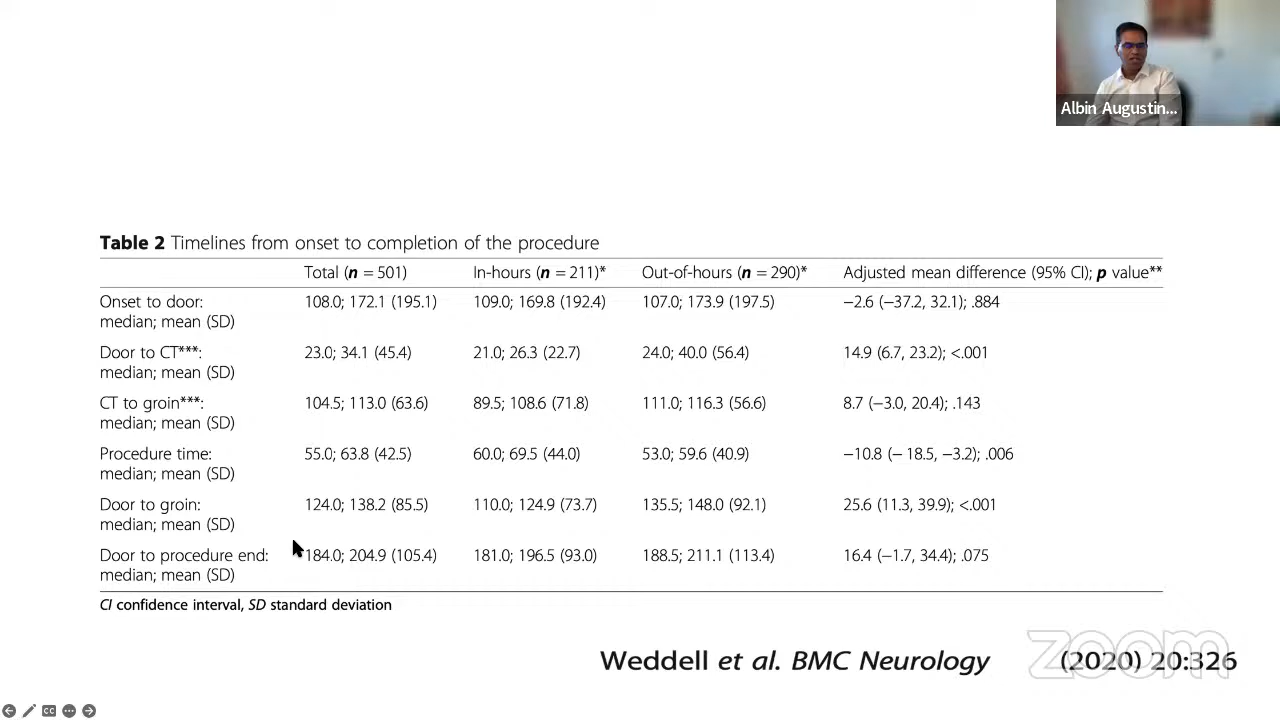 Albin Augustin...
Table 2 Timelines from onset to completion of the procedure
Total (n = 501) In-hours (n = 211)* Out-of-hours (n = 290)* Adjusted mean difference (95% CI); p value**
Onset to door: 108.0; 172.1 (195.1) 109.0; 169.8 (192.4) 107.0; 173.9 (197.5) −2.6 (−37.2, 32.1); .884
median; mean (SD)
Door to CT***: 23.0; 34.1 (45.4) 21.0; 26.3 (22.7) 24.0; 40.0 (56.4) 14.9 (6.7, 23.2); <.001
median; mean (SD)
CT to groin***: 104.5; 113.0 (63.6) 89.5; 108.6 (71.8) 111.0; 116.3 (56.6) 8.7 (−3.0, 20.4); .143
median; mean (SD)
Procedure time: 55.0; 63.8 (42.5) 60.0; 69.5 (44.0) 53.0; 59.6 (40.9) −10.8 (− 18.5, −3.2); .006
median; mean (SD)
Door to groin: 124.0; 138.2 (85.5) 110.0; 124.9 (73.7) 135.5; 148.0 (92.1) 25.6 (11.3, 39.9); <.001
median; mean (SD)
Door to procedure end: 184.0; 204.9 (105.4) 181.0; 196.5 (93.0) 188.5; 211.1 (113.4) 16.4 (−1.7, 34.4); .075
median; mean (SD)
CI confidence interval, SD standard deviation
Weddell et al. BMC Neurology (2020) 20:326
zoom
CC